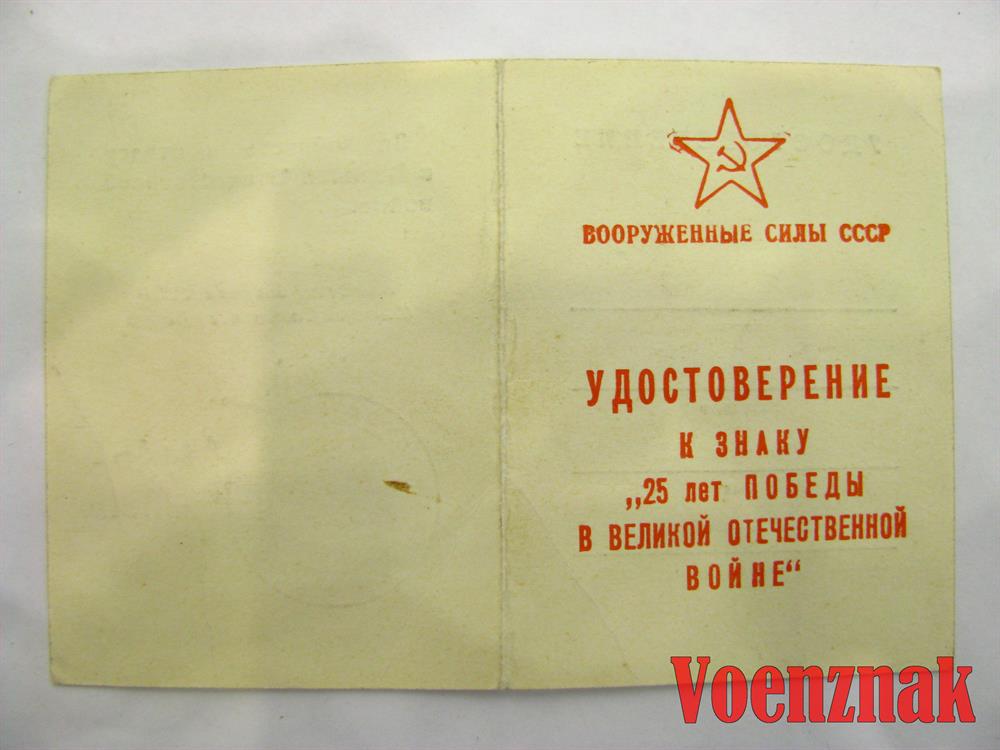 ВООРУЖЕННЫЕ СИЛЫ СССР
УДОСТОВЕРЕНИЕ
К ЗНАКУ
„25 лет ПОБЕДЫ
В ВЕЛИКОЙ ОТЕЧЕСТВЕННОЙ
ВОЙНЕ“
Voenznak